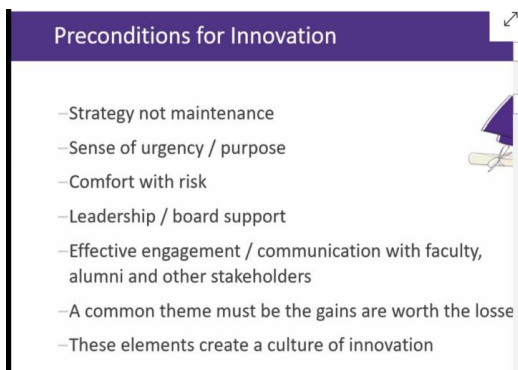 Preconditions for Innovation
–Strategy not maintenance
–Sense of urgency / purpose
–Comfort with risk
–Leadership / board support
–Effective engagement / communication with faculty,
alumni and other stakeholders
–A common theme must be the gains are worth the losse
–These elements create a culture of innovation